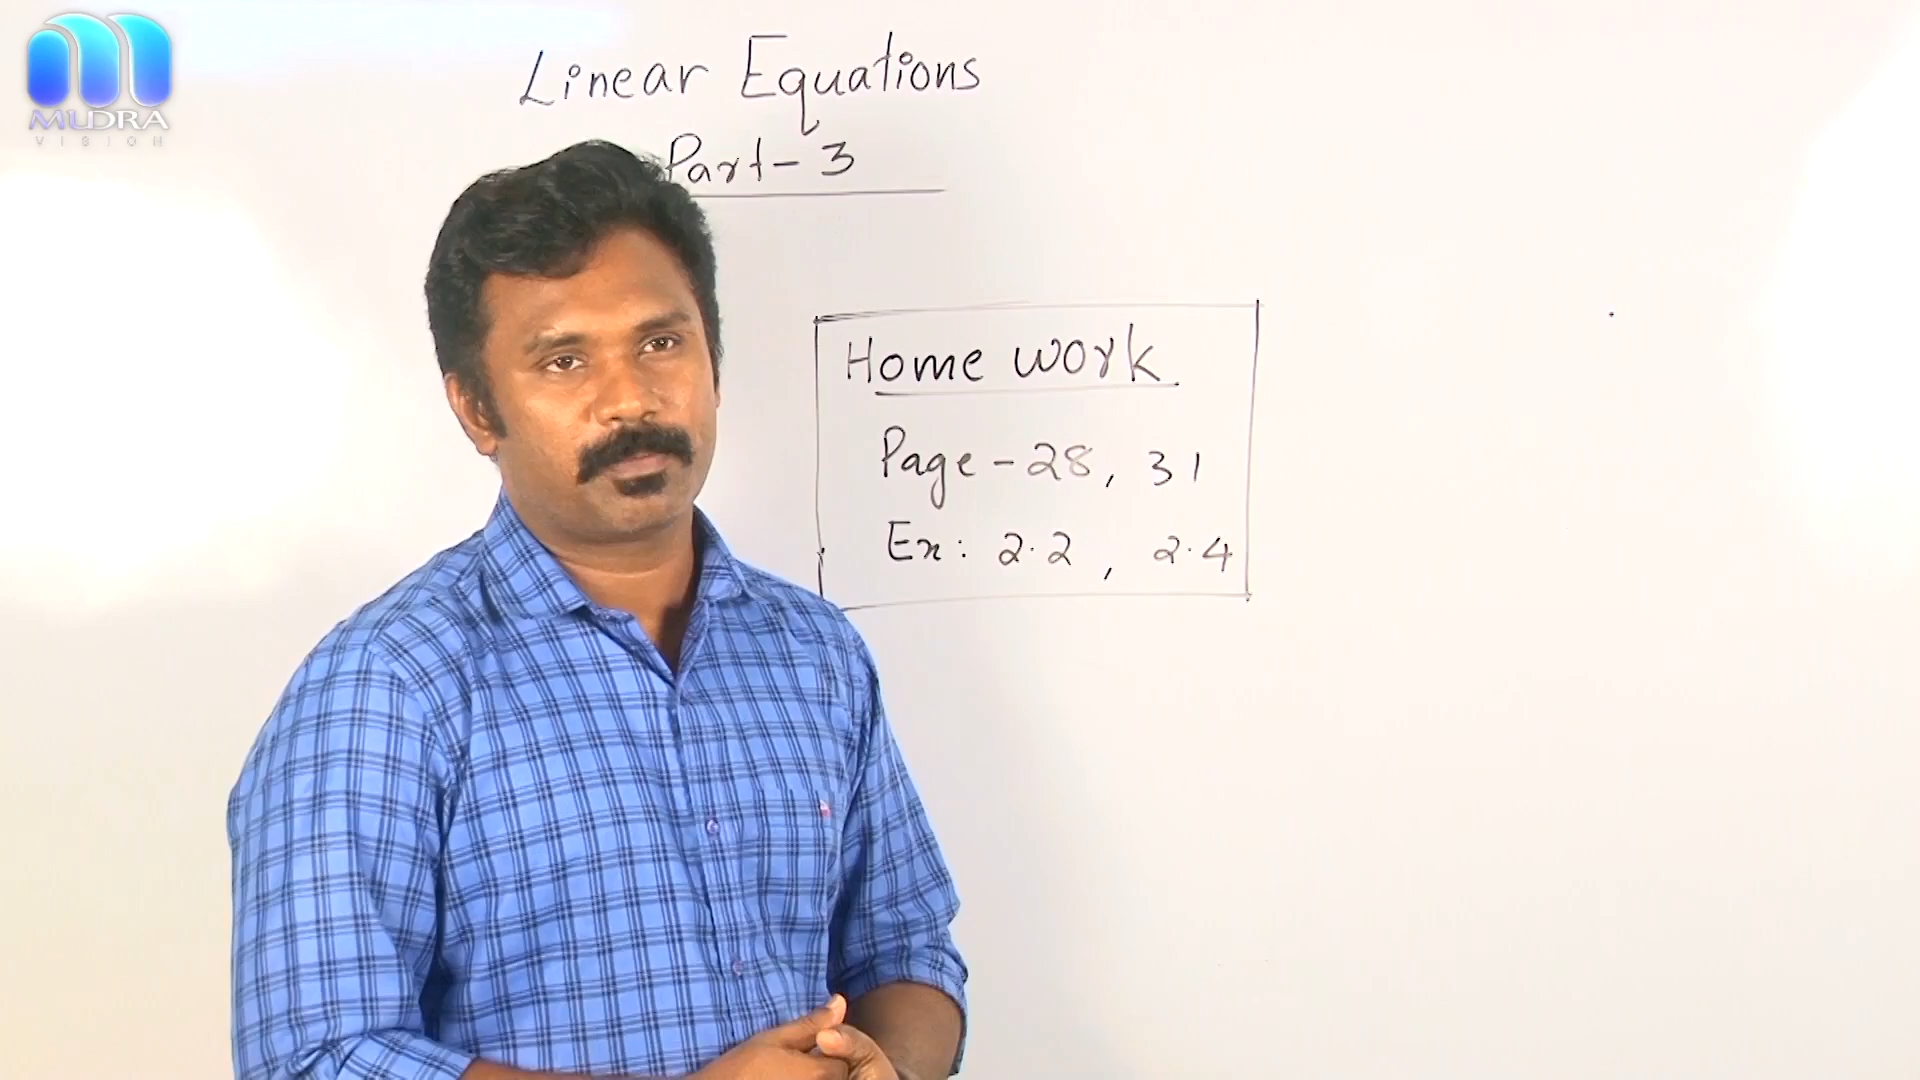 MUDRA
VISION
Linear Equations
Part-3
Home work
Page - 28, 31
Ex: 2.2, 2.4